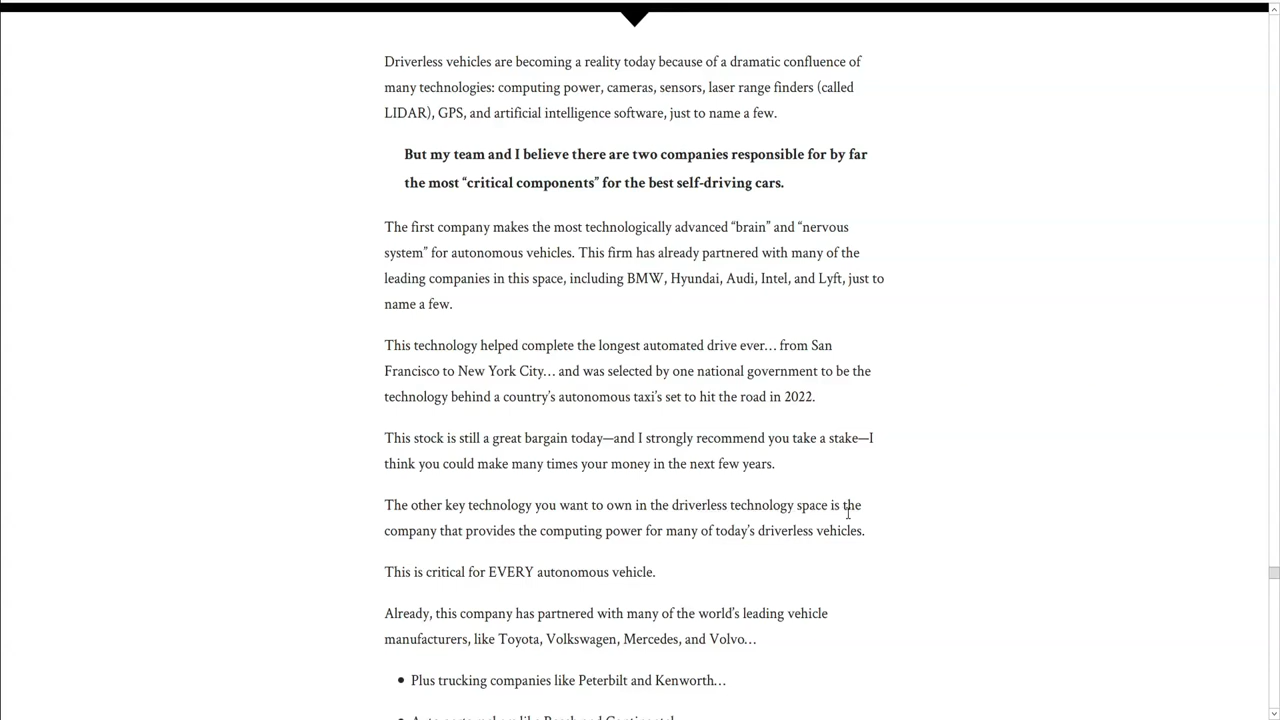 Driverless vehicles are becoming a reality today because of a dramatic confluence of
many technologies: computing power, cameras, sensors, laser range finders (called
LIDAR), GPS, and artificial intelligence software, just to name a few.
But my team and I believe there are two companies responsible for by far
the most “critical components” for the best self-driving cars.
The first company makes the most technologically advanced “brain” and “nervous
system” for autonomous vehicles. This firm has already partnered with many of the
leading companies in this space, including BMW, Hyundai, Audi, Intel, and Lyft, just to
name a few.
This technology helped complete the longest automated drive ever… from San
Francisco to New York City… and was selected by one national government to be the
technology behind a country’s autonomous taxi’s set to hit the road in 2022.
This stock is still a great bargain today—and I strongly recommend you take a stake—I
think you could make many times your money in the next few years.
The other key technology you want to own in the driverless technology space is the
company that provides the computing power for many of today’s driverless vehicles.
This is critical for EVERY autonomous vehicle.
Already, this company has partnered with many of the world’s leading vehicle
manufacturers, like Toyota, Volkswagen, Mercedes, and Volvo…
• Plus trucking companies like Peterbilt and Kenworth…